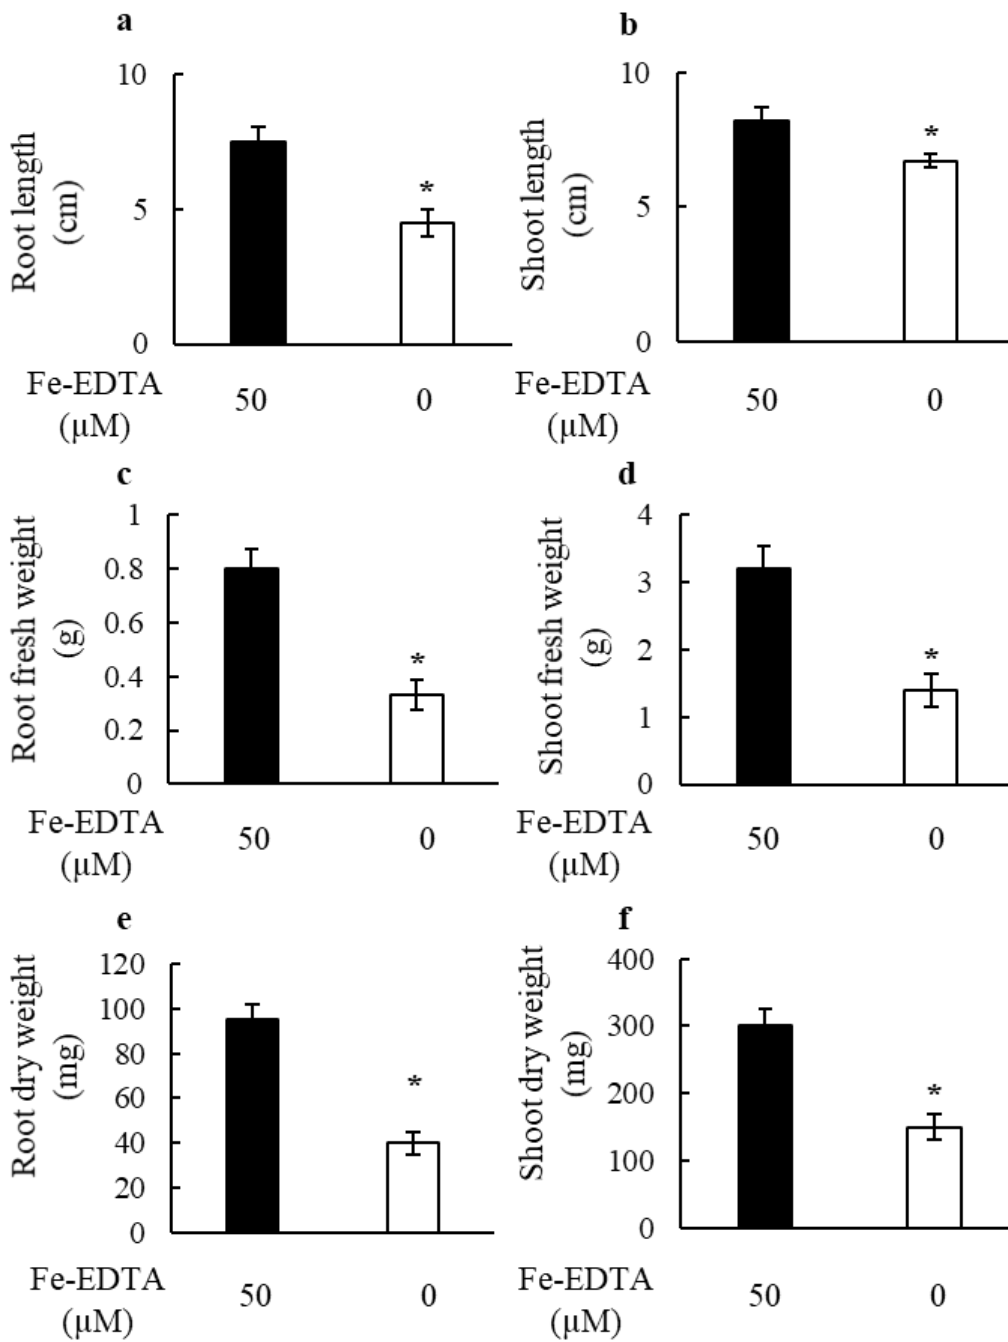 a
Root length
(cm)
10
5
0
*
Fe-EDTA
(μM)
50
0
b
Shoot length
(cm)
10
5
0
*
Fe-EDTA
(μM)
50
0
c
Root fresh weight
(g)
1
0.8
0.6
0.4
0.2
0
*
Fe-EDTA
(μM)
50
0
d
Shoot fresh weight
(g)
4
3
2
1
0
*
Fe-EDTA
(μM)
50
0
e
Root dry weight
(mg)
120
100
80
60
40
20
0
*
Fe-EDTA
(μM)
50
0
f
Shoot dry weight
(mg)
400
300
200
100
0
*
Fe-EDTA
(μM)
50
0